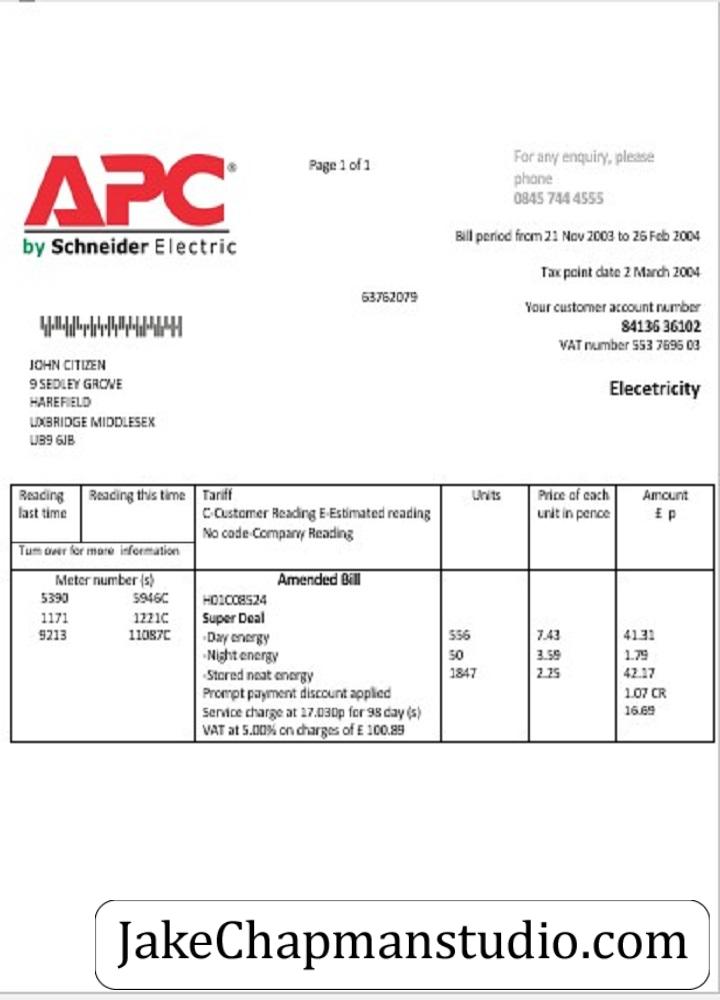 APC®
by Schneider Electric
Page 1 of 1
For any enquiry, please
phone
0845 744 4555
Bill period from 21 Nov 2003 to 26 Feb 2004
Tax point date 2 March 2004
63762079
Your customer account number
84136 36102
VAT number 553 7696 03
JOHN CITIZEN
9 SEDLEY GROVE
HAREFIELD
UXBRIDGE MIDDLESEX
UB9 6JB
Elecetricity
Reading last time
Reading this time
Tariff
C-Customer Reading E-Estimated reading
No code-Company Reading
Units
Price of each
unit in pence
Amount
£ p
Turn over for more information
Meter number (s)
Amended Bill
5390 5946C H01C08524
1171 1221C Super Deal
9213 11087C -Day energy 556 7.43 41.31
-Night energy 50 3.59 1.79
-Stored neat energy 1847 2.25 42.17
Prompt payment discount applied 1.07 CR
Service charge at 17.030p for 98 day (s) 16.69
VAT at 5.00% on charges of £ 100.89
JakeChapmanstudio.com